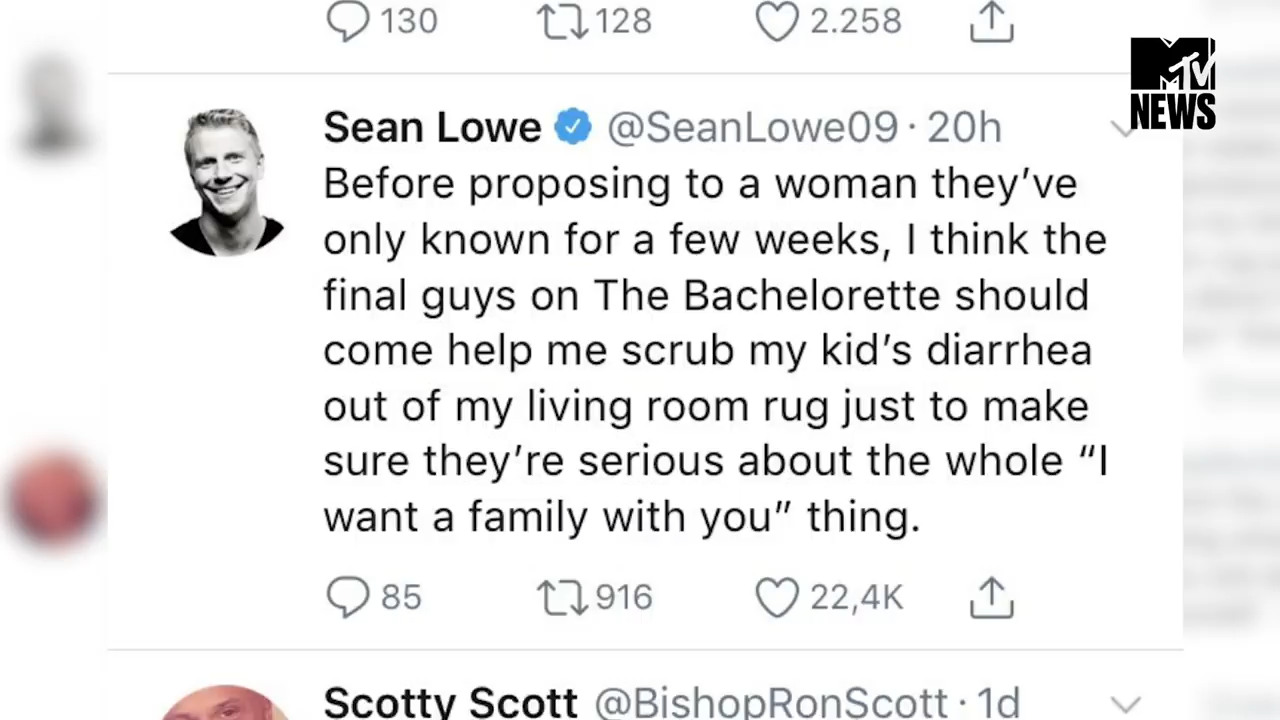 130 128 2.258
MTV
NEWS
Sean Lowe @SeanLowe09 · 20h
Before proposing to a woman they’ve
only known for a few weeks, I think the
final guys on The Bachelorette should
come help me scrub my kid’s diarrhea
out of my living room rug just to make
sure they’re serious about the whole “I
want a family with you” thing.
85 916 22,4K
Scotty Scott @BishopRonScott · 1d